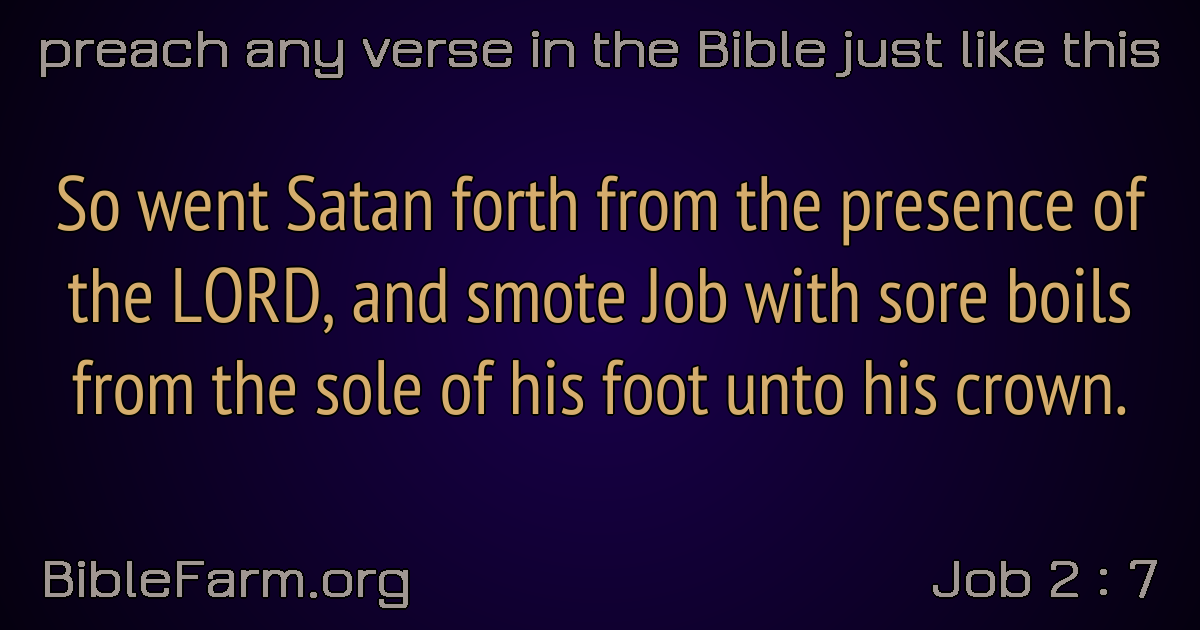 preach any verse in the Bible just like this
So went Satan forth from the presence of
the LORD, and smote Job with sore boils
from the sole of his foot unto his crown.
BibleFarm.org
Job 2 : 7